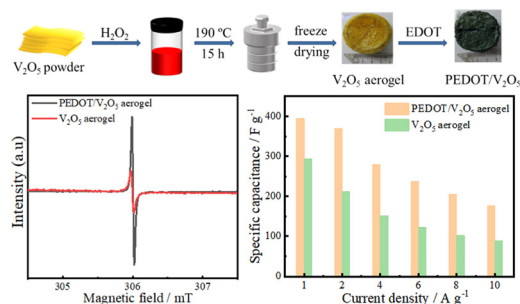 H₂O₂
190 ℃
15 h
freeze
drying
EDOT
V₂O₅ powder
V₂O₅ aerogel
PEDOT/V₂O₅
Intensity (a.u)
PEDOT/V₂O₅ aerogel
V₂O₅ aerogel
305
306
307
Magnetic field / mT
Specific capacitance / F g⁻¹
400
300
200
100
0
PEDOT/V₂O₅ aerogel
V₂O₅ aerogel
1
2
4
6
8
10
Current density / A g⁻¹